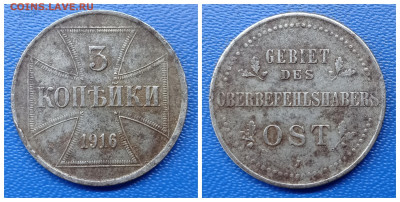 COINS.LAVE.RU
3
КОПѢЙКИ
1916
GEBIET
DES
OBERBEFEHLSHABERS
OST